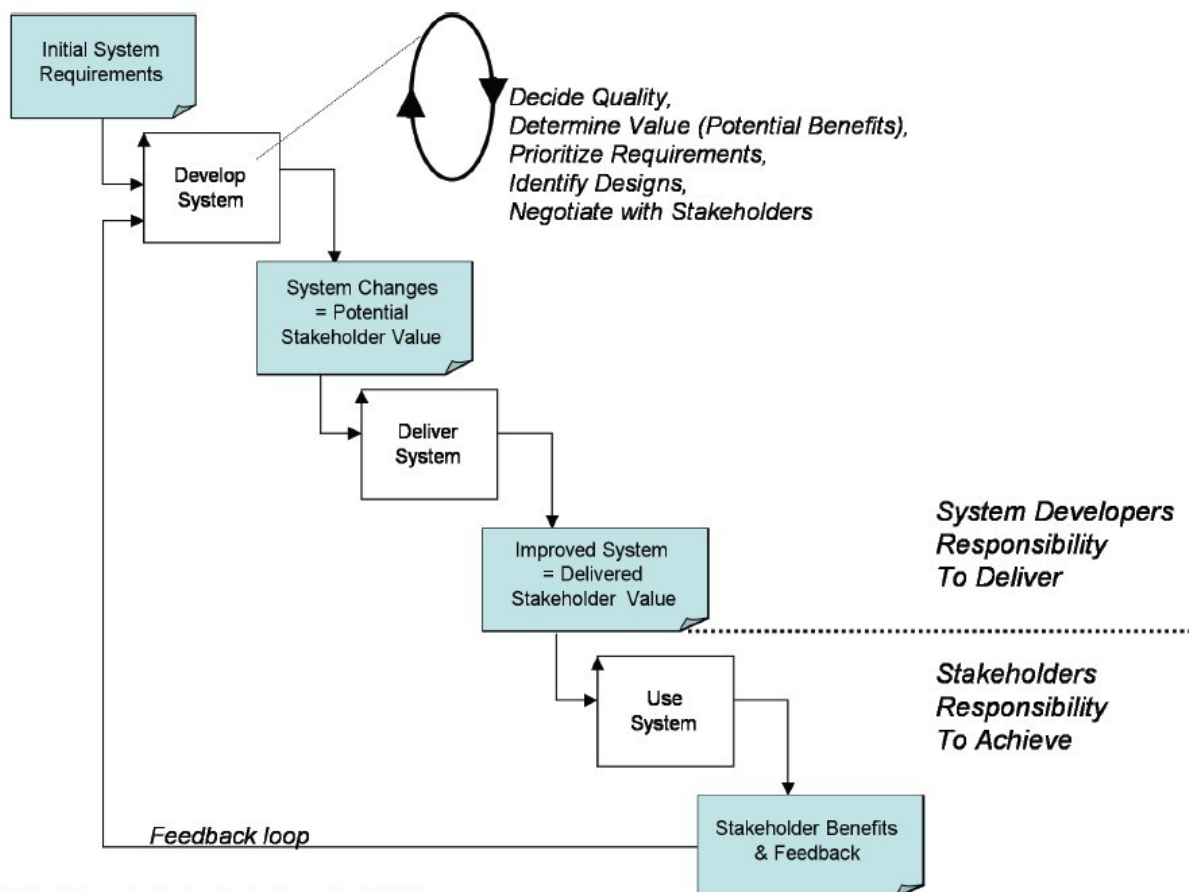 Initial System
Requirements
Decide Quality,
Determine Value (Potential Benefits),
Prioritize Requirements,
Identify Designs,
Negotiate with Stakeholders
Develop
System
System Changes
= Potential
Stakeholder Value
Deliver
System
Improved System
= Delivered
Stakeholder Value
System Developers
Responsibility
To Deliver
Use
System
Stakeholders
Responsibility
To Achieve
Feedback loop
Stakeholder Benefits
& Feedback